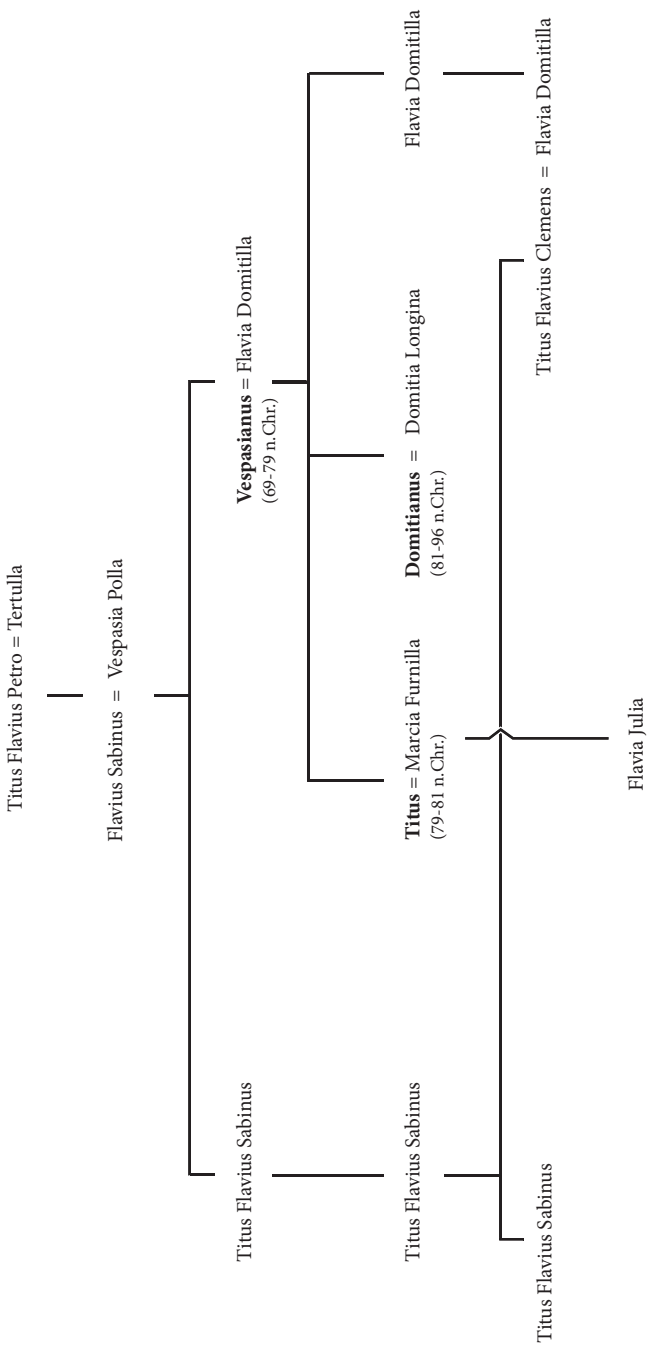 Titus Flavius Petro = Tertulla
Flavius Sabinus = Vespasia Polla
Titus Flavius Sabinus
Vespasianus = Flavia Domitilla
(69-79 n.Chr.)
Titus Flavius Sabinus
Titus = Marcia Furnilla
(79-81 n.Chr.)
Domitianus = Domitia Longina
(81-96 n.Chr.)
Flavia Domitilla
Titus Flavius Sabinus
Titus Flavius Clemens = Flavia Domitilla
Flavia Julia